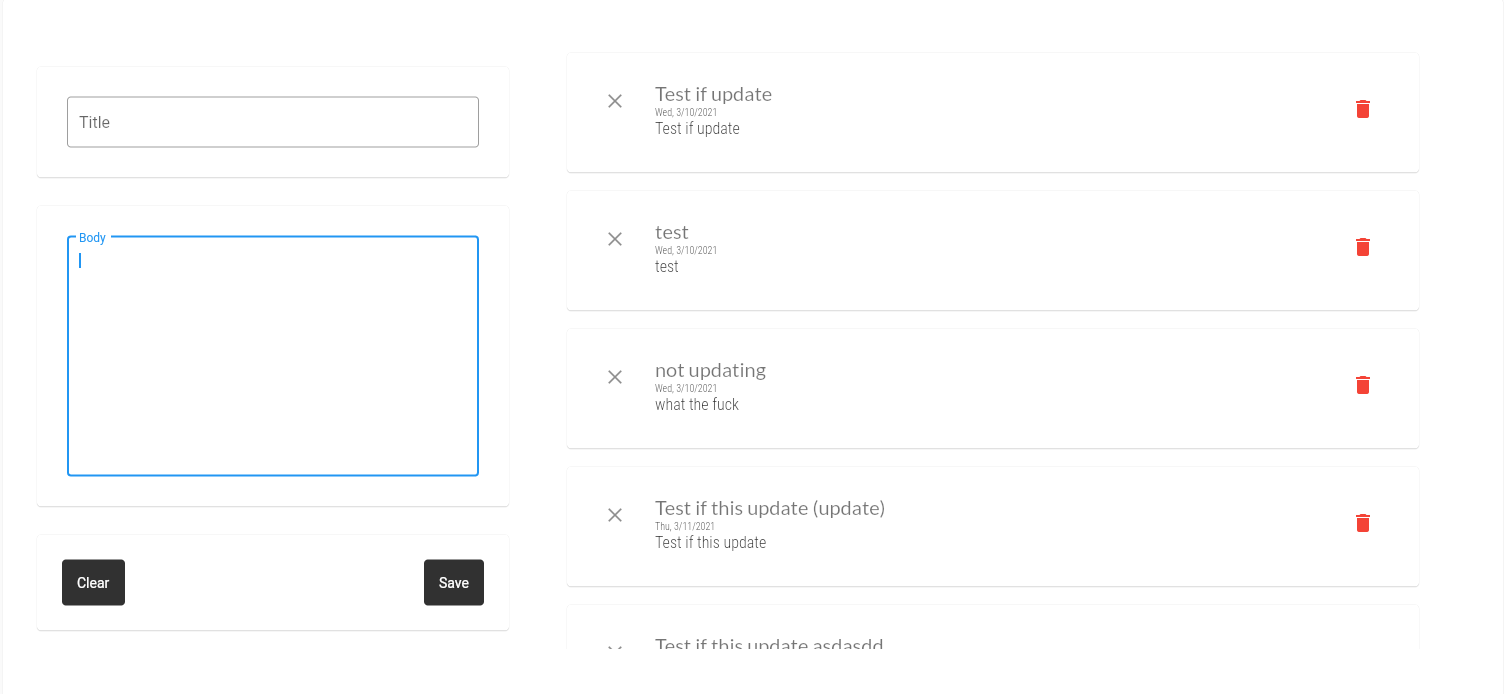 Title
Body
Clear
Save
Test if update
Wed, 3/10/2021
Test if update
test
Wed, 3/10/2021
test
not updating
Wed, 3/10/2021
what the fuck
Test if this update (update)
Thu, 3/11/2021
Test if this update
Test if this update asdasdd